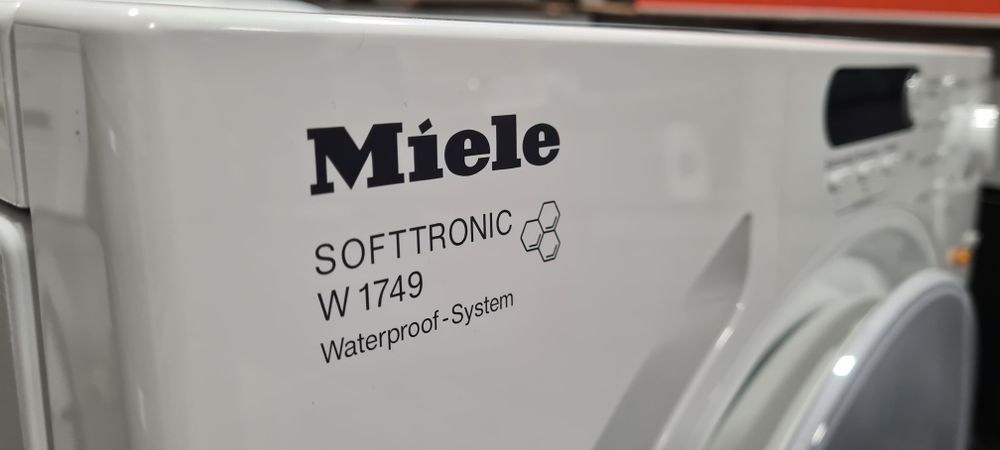 Miele
SOFTTRONIC
W 1749
Waterproof-System